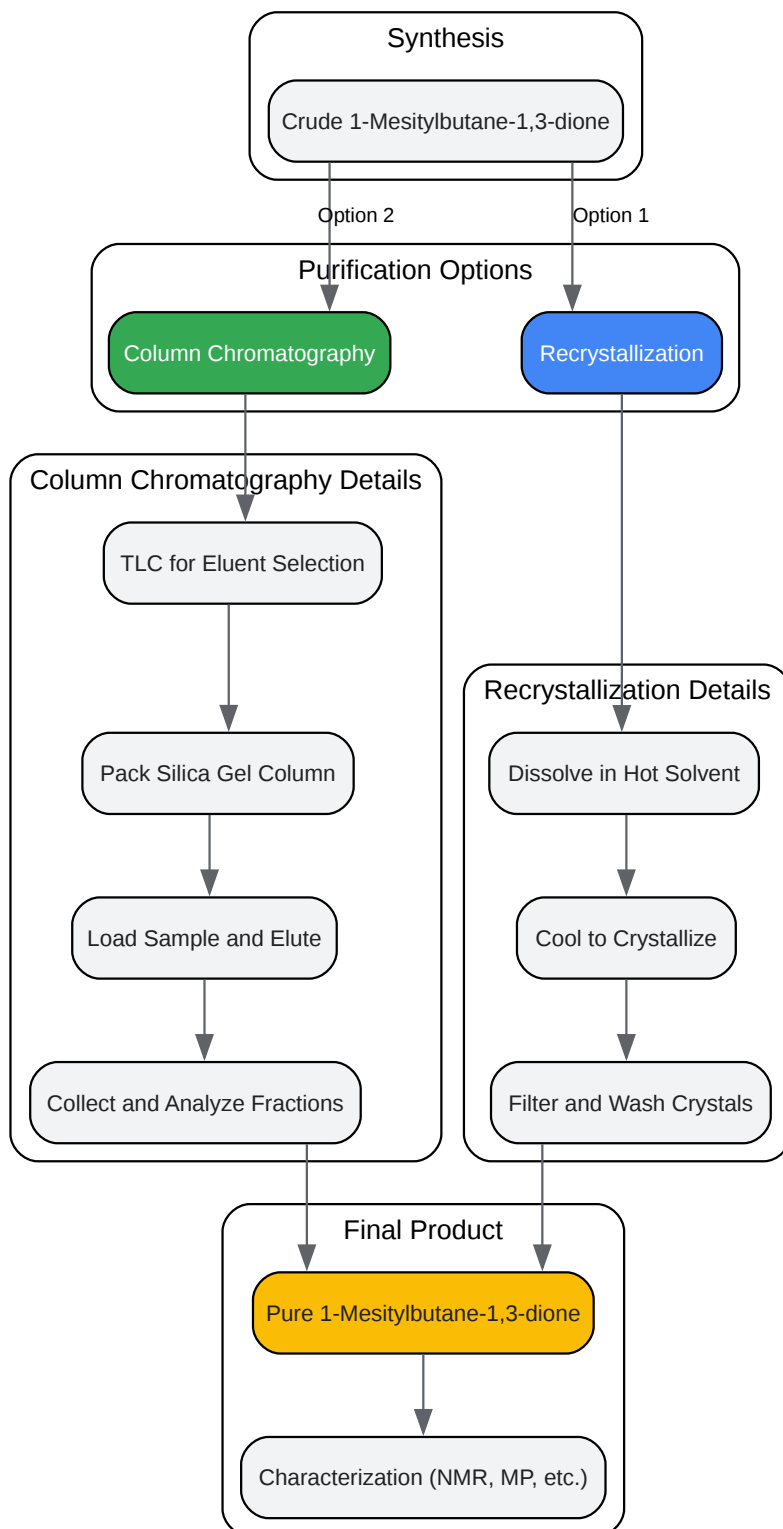 Synthesis
Crude 1-Mesitylbutane-1,3-dione
Option 2
Option 1
Purification Options
Column Chromatography
Recrystallization
Column Chromatography Details
TLC for Eluent Selection
Pack Silica Gel Column
Load Sample and Elute
Collect and Analyze Fractions
Recrystallization Details
Dissolve in Hot Solvent
Cool to Crystallize
Filter and Wash Crystals
Final Product
Pure 1-Mesitylbutane-1,3-dione
Characterization (NMR, MP, etc.)